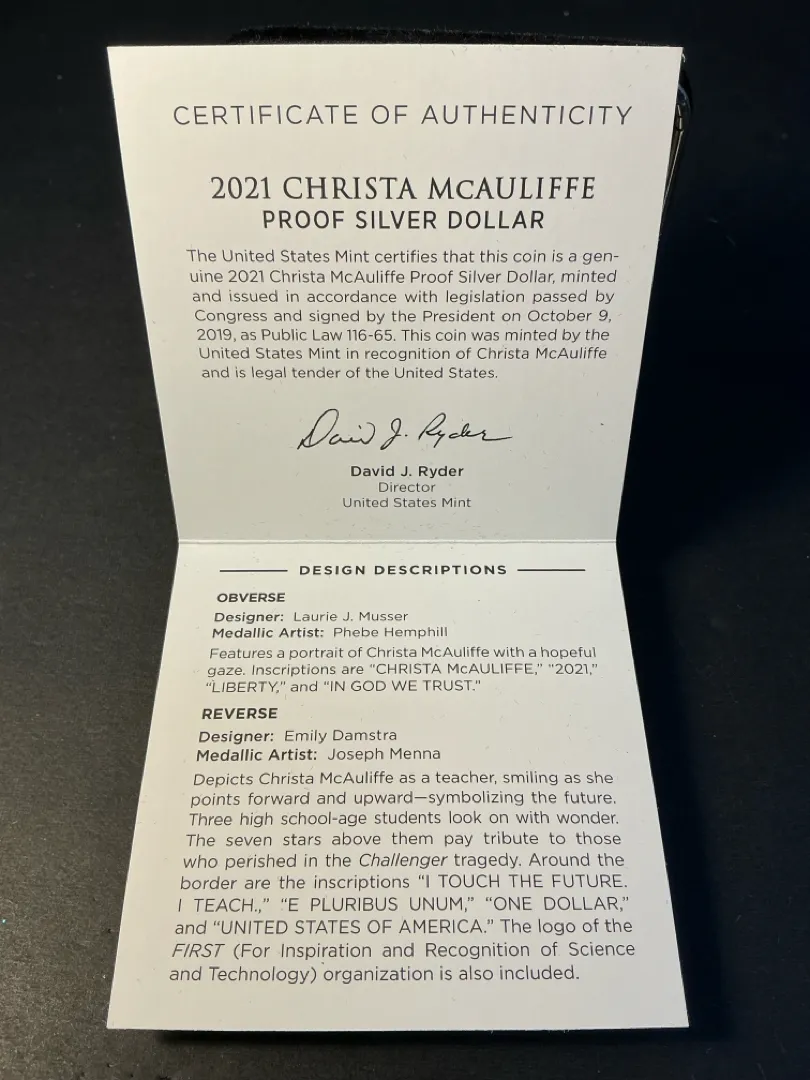 CERTIFICATE OF AUTHENTICITY
2021 CHRISTA McAULIFFE
PROOF SILVER DOLLAR
The United States Mint certifies that this coin is a gen-
uine 2021 Christa McAuliffe Proof Silver Dollar, minted
and issued in accordance with legislation passed by
Congress and signed by the President on October 9,
2019, as Public Law 116-65. This coin was minted by the
United States Mint in recognition of Christa McAuliffe
and is legal tender of the United States.
David J. Ryder
David J. Ryder
Director
United States Mint
DESIGN DESCRIPTIONS
OBVERSE
Designer: Laurie J. Musser
Medallic Artist: Phebe Hemphill
Features a portrait of Christa McAuliffe with a hopeful
gaze. Inscriptions are “CHRISTA McAULIFFE,” “2021,”
“LIBERTY,” and “IN GOD WE TRUST.”
REVERSE
Designer: Emily Damstra
Medallic Artist: Joseph Menna
Depicts Christa McAuliffe as a teacher, smiling as she
points forward and upward—symbolizing the future.
Three high school-age students look on with wonder.
The seven stars above them pay tribute to those
who perished in the Challenger tragedy. Around the
border are the inscriptions “I TOUCH THE FUTURE.
I TEACH.,” “E PLURIBUS UNUM,” “ONE DOLLAR,”
and “UNITED STATES OF AMERICA.” The logo of the
FIRST (For Inspiration and Recognition of Science
and Technology) organization is also included.